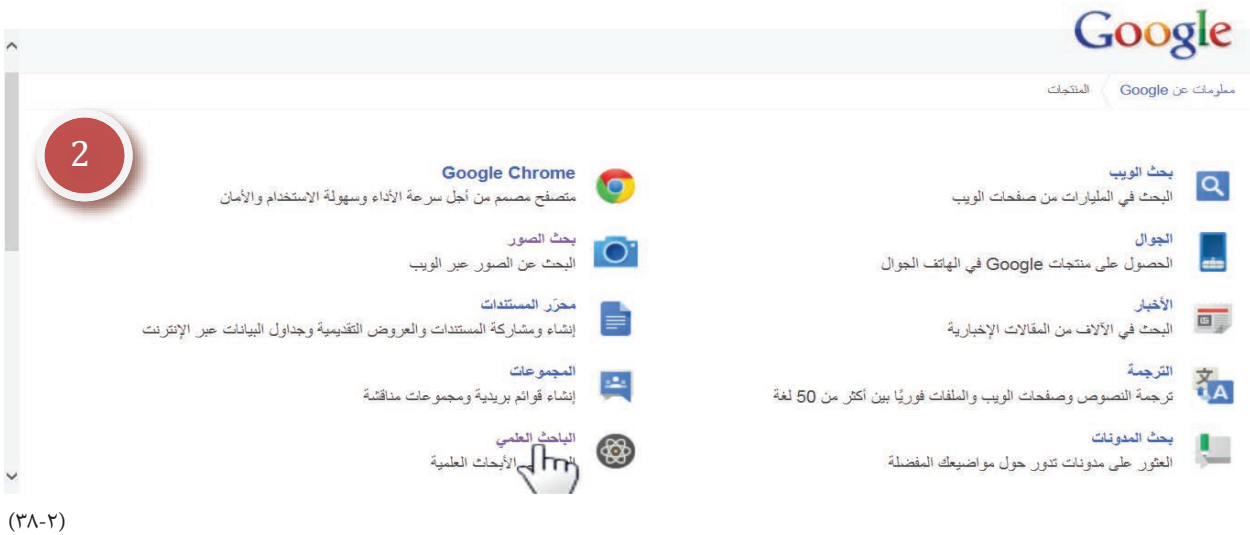 Google
معلومات عن Google
المنتجات
2
بحث الويب
البحث في المليارات من صفحات الويب
الجوال
الحصول على منتجات Google في الهاتف الجوال
الأخبار
البحث في الآلاف من المقالات الإخبارية
الترجمة
ترجمة النصوص وصفحات الويب والملفات فوريًا بين أكثر من 50 لغة
بحث المدونات
العثور على مدونات تدور حول مواضيعك المفضلة
Google Chrome
متصفح مصمم من أجل سرعة الأداء وسهولة الاستخدام والأمان
بحث الصور
البحث عن الصور عبر الويب
محرّر المستندات
إنشاء ومشاركة المستندات والعروض التقديمية وجداول البيانات عبر الإنترنت
المجموعات
إنشاء قوائم بريدية ومجموعات مناقشة
الباحث العلمي
الأبحاث العلمية
(٢-٣٨)